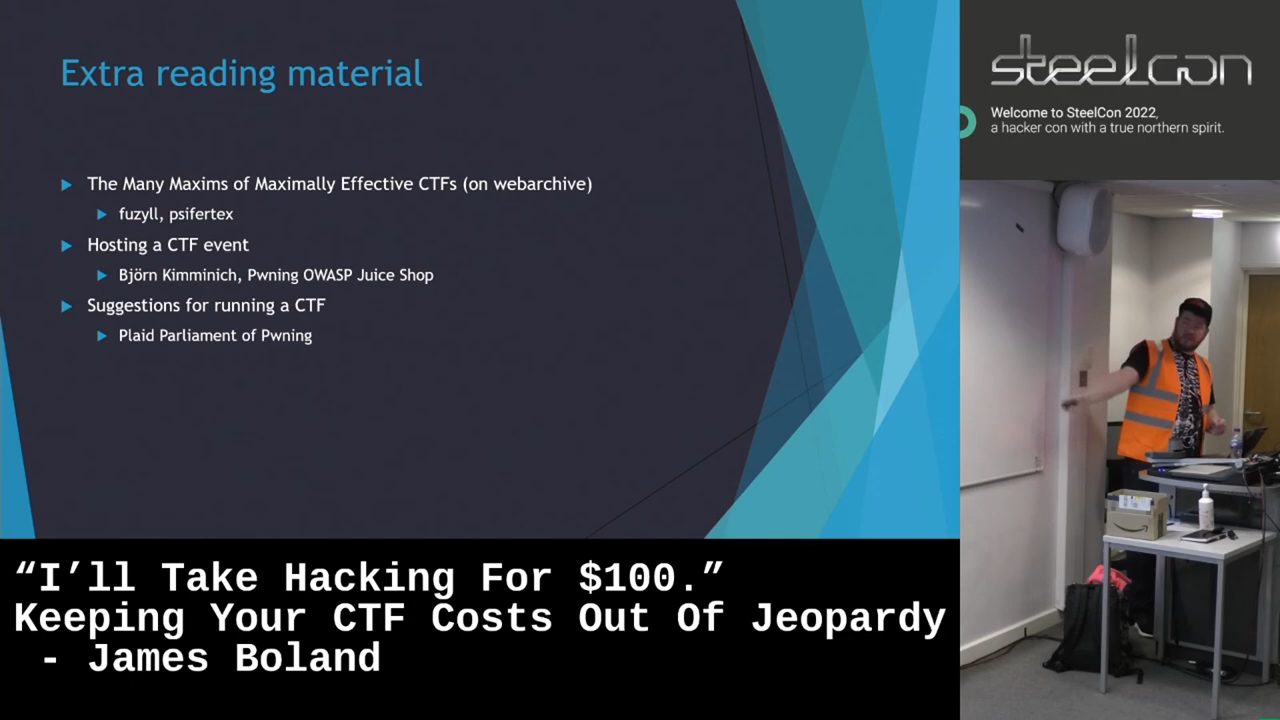 Extra reading material
The Many Maxims of Maximally Effective CTFs (on webarchive)
fuzyll, psifertex
Hosting a CTF event
Björn Kimminich, Pwning OWASP Juice Shop
Suggestions for running a CTF
Plaid Parliament of Pwning
steelcon
Welcome to SteelCon 2022,
a hacker con with a true northern spirit.
“I’ll Take Hacking For $100.”
Keeping Your CTF Costs Out Of Jeopardy
- James Boland